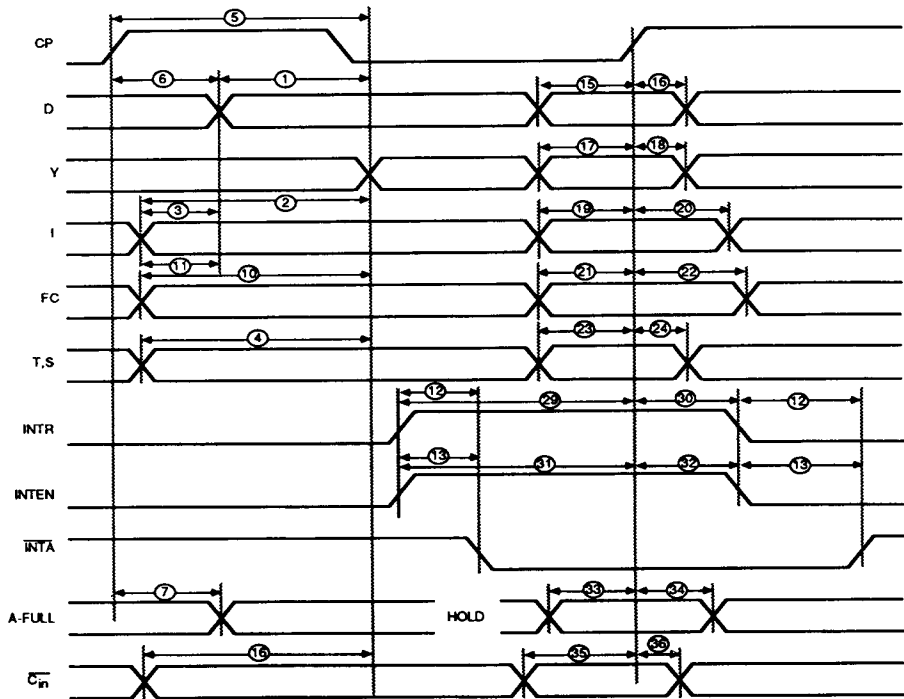 ⑤
CP
⑥ ① ⑮ ⑯
D
⑰ ⑱
Y
②
③ ⑲ ⑳
I
⑪ ⑩ ㉑ ㉒
FC
④ ㉓ ㉔
T,S
⑫ ㉙ ㉚ ⑫
INTR
⑬ ㉛ ㉜ ⑬
INTEN
INTA
⑦ ㉝ ㉞
A-FULL HOLD
⑯ ㉟ ㊱
Cin